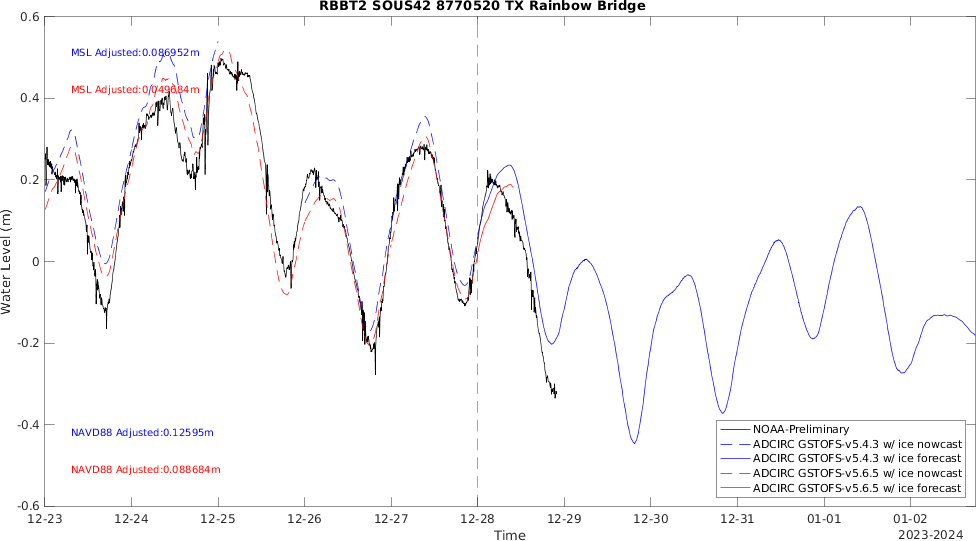 RBBT2 SOUS42 8770520 TX Rainbow Bridge
Water Level (m)
0.6
0.4
0.2
0
-0.2
-0.4
-0.6
MSL Adjusted:0.086952m
MSL Adjusted:0.049684m
NAVD88 Adjusted:0.12595m
NAVD88 Adjusted:0.088684m
NOAA-Preliminary
ADCIRC GSTOFS-v5.4.3 w/ ice nowcast
ADCIRC GSTOFS-v5.4.3 w/ ice forecast
ADCIRC GSTOFS-v5.6.5 w/ ice nowcast
ADCIRC GSTOFS-v5.6.5 w/ ice forecast
12-23 12-24 12-25 12-26 12-27 12-28 12-29 12-30 12-31 01-01 01-02
Time
2023-2024